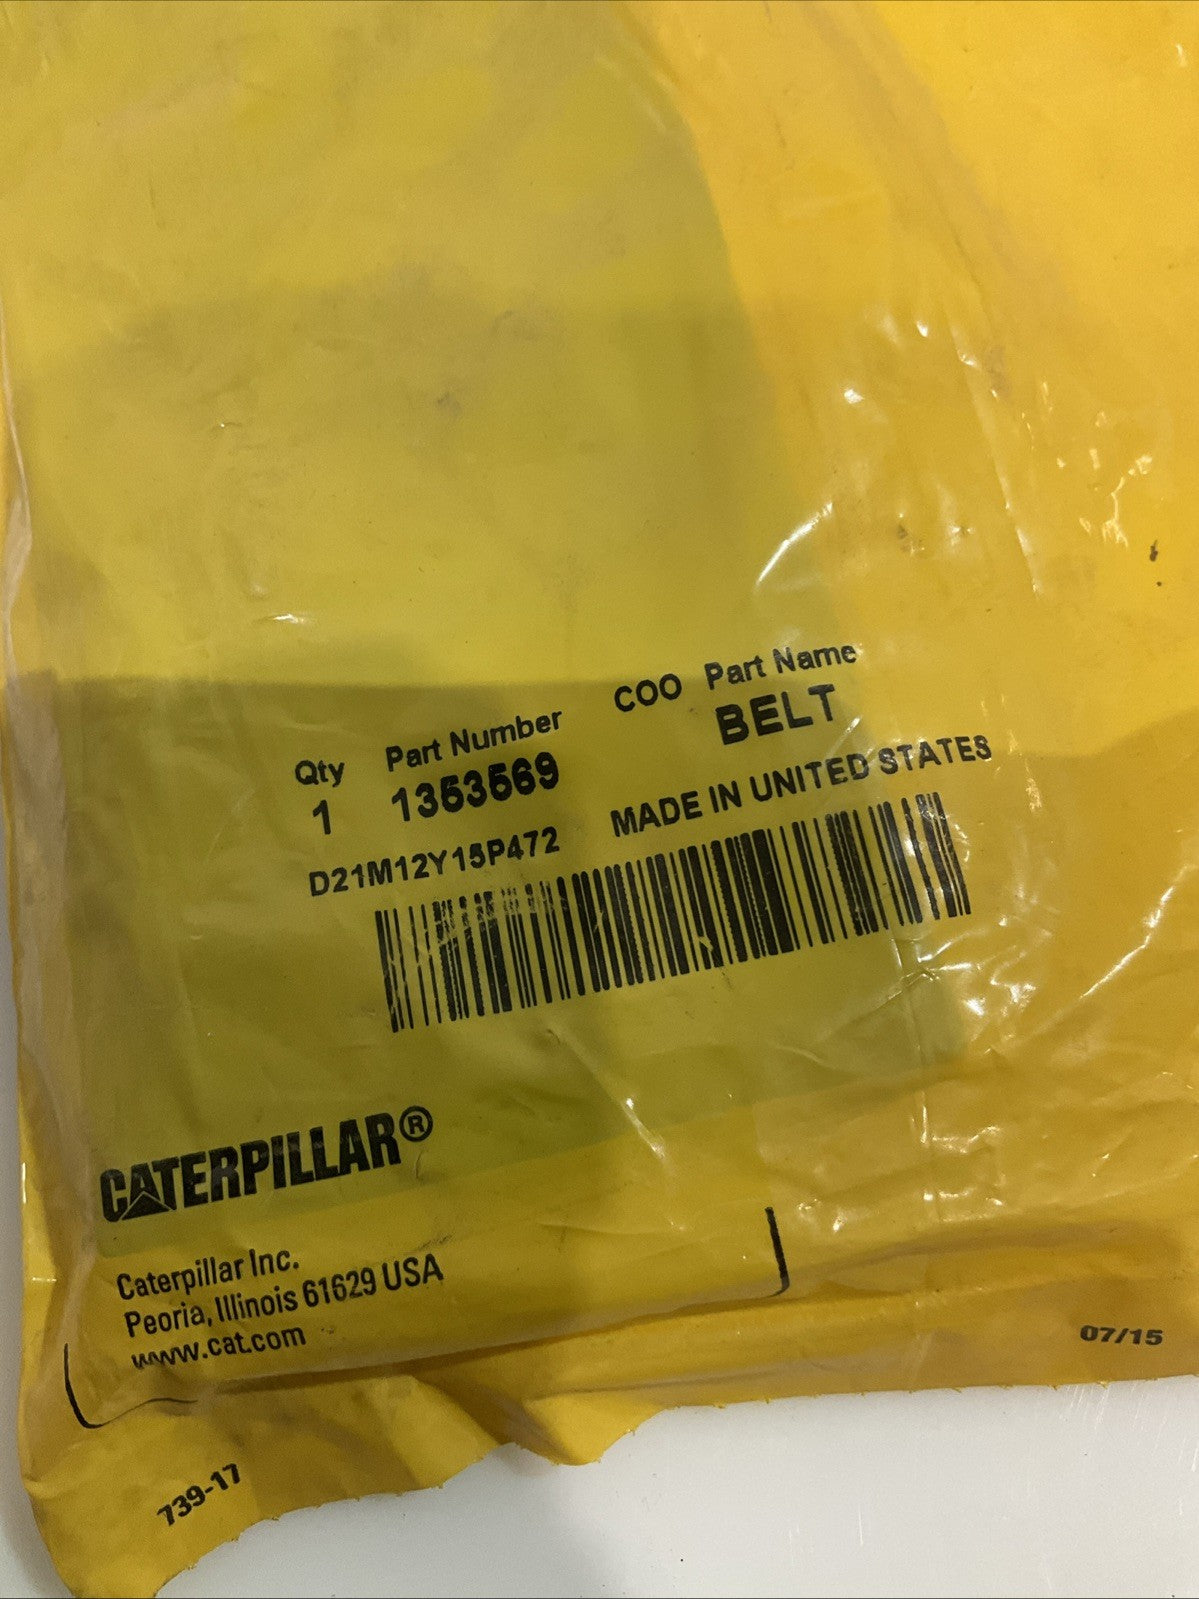 Qty Part Number COO Part Name
1 1353569 BELT
D21M12Y15P472 MADE IN UNITED STATES
CATERPILLAR®
Caterpillar Inc.
Peoria, Illinois 61629 USA
www.cat.com
07/15
739-17